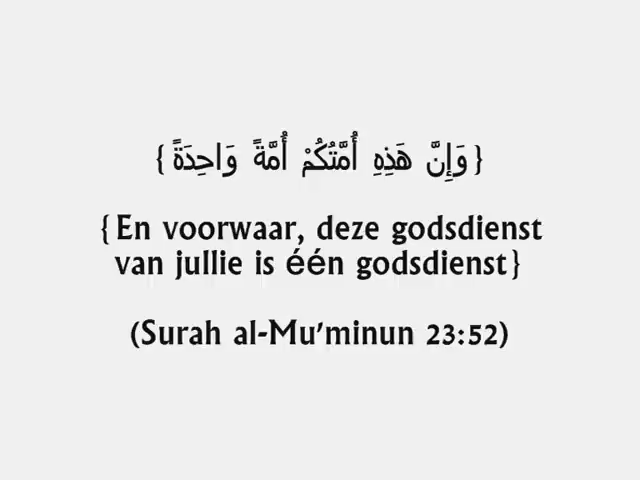 {وَإِنَّ هَذِهِ أُمَّتُكُمْ أُمَّةً وَاحِدَةً}
{En voorwaar, deze godsdienst
van jullie is één godsdienst}
(Surah al-Mu'minun 23:52)